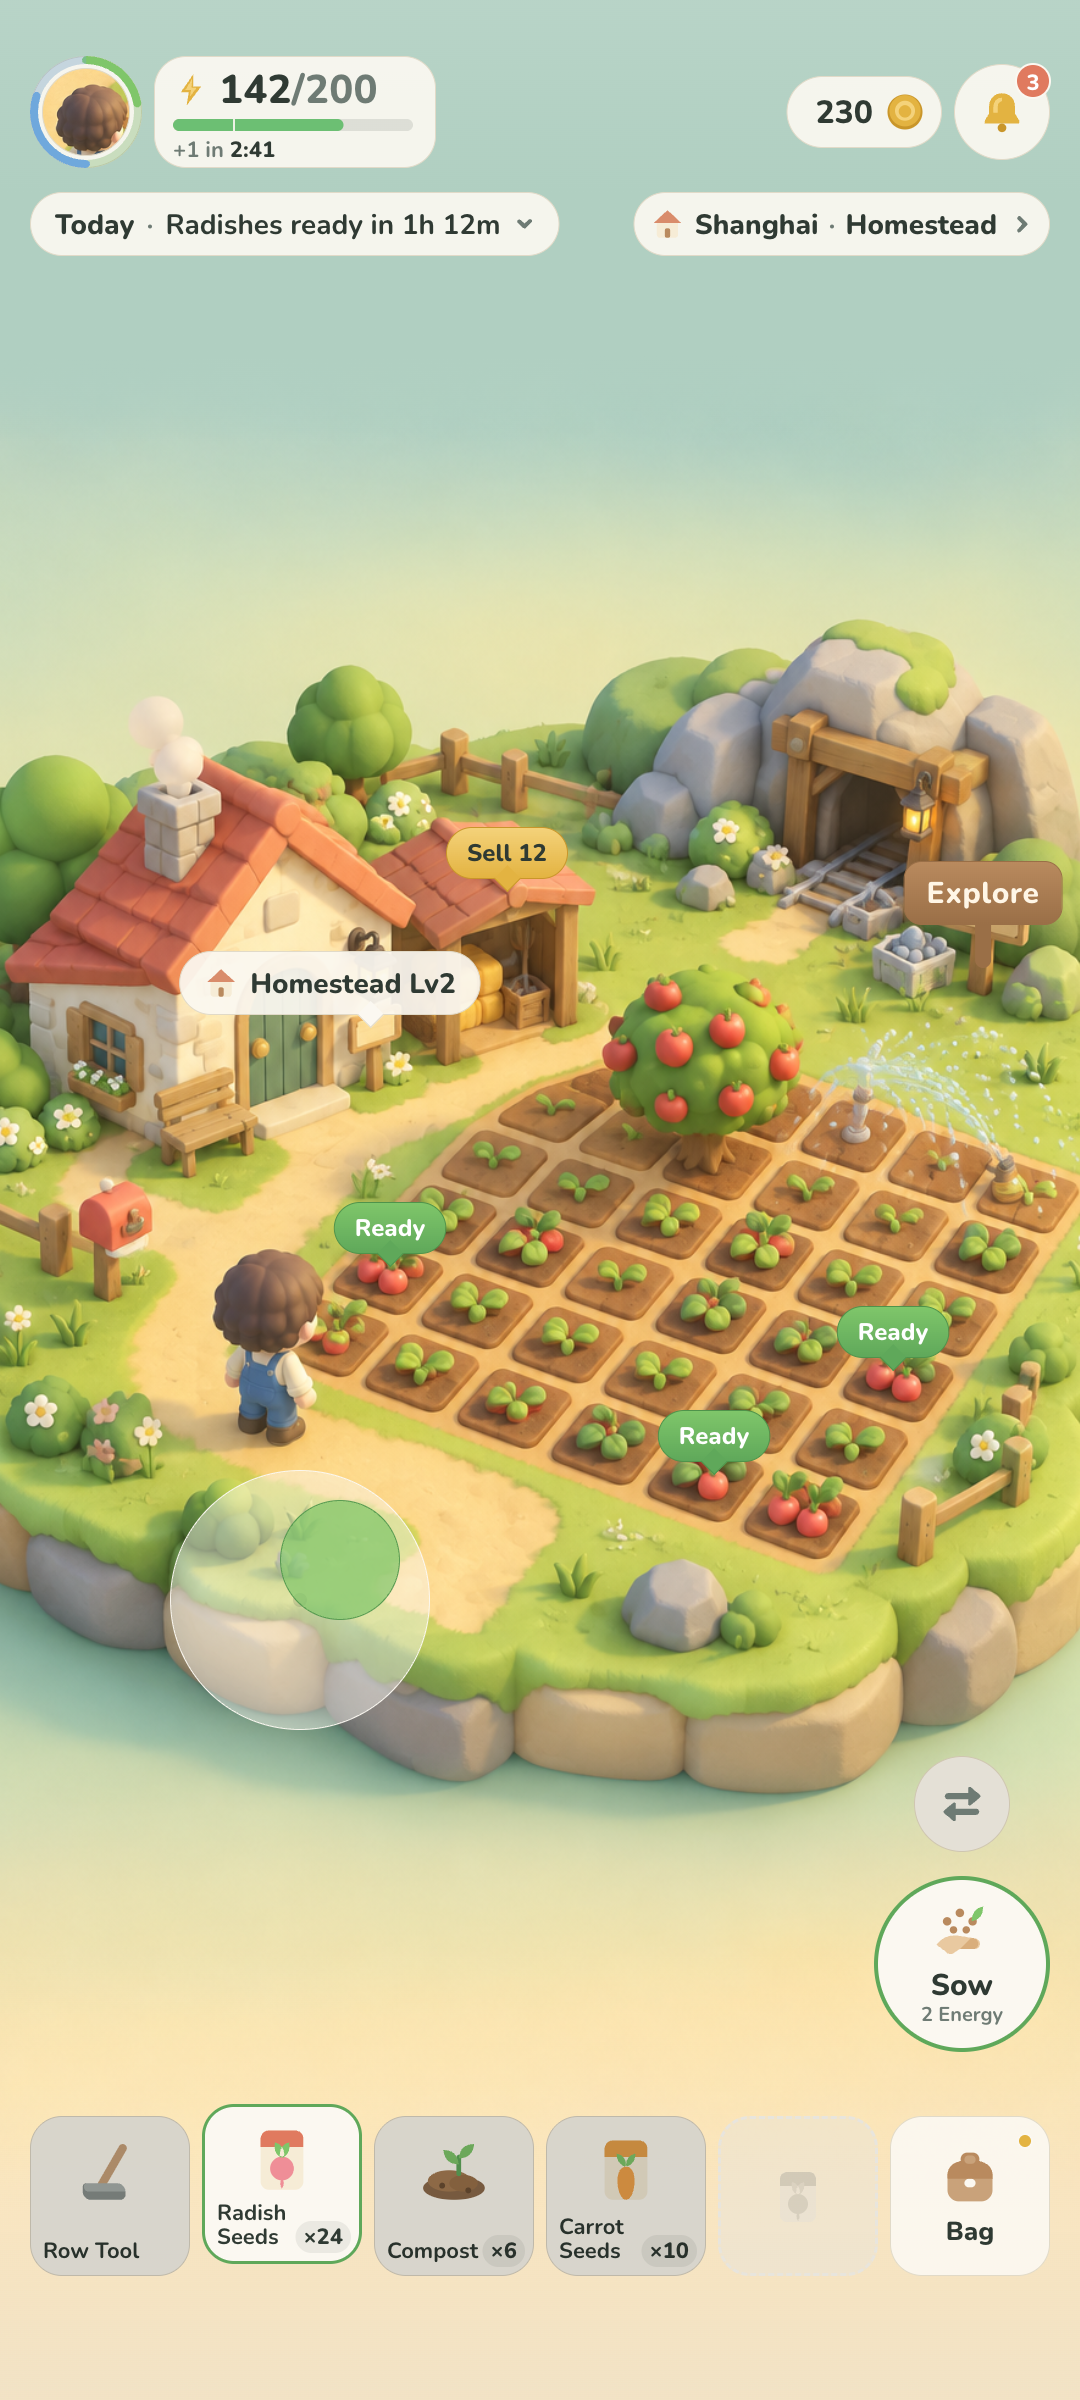 142/200
+1 in 2:41
230
3
Today · Radishes ready in 1h 12m
Shanghai · Homestead
Sell 12
Explore
Homestead Lv2
Ready
Ready
Ready
Sow
2 Energy
Row Tool
Radish
Seeds ×24
Compost ×6
Carrot
Seeds ×10
Bag